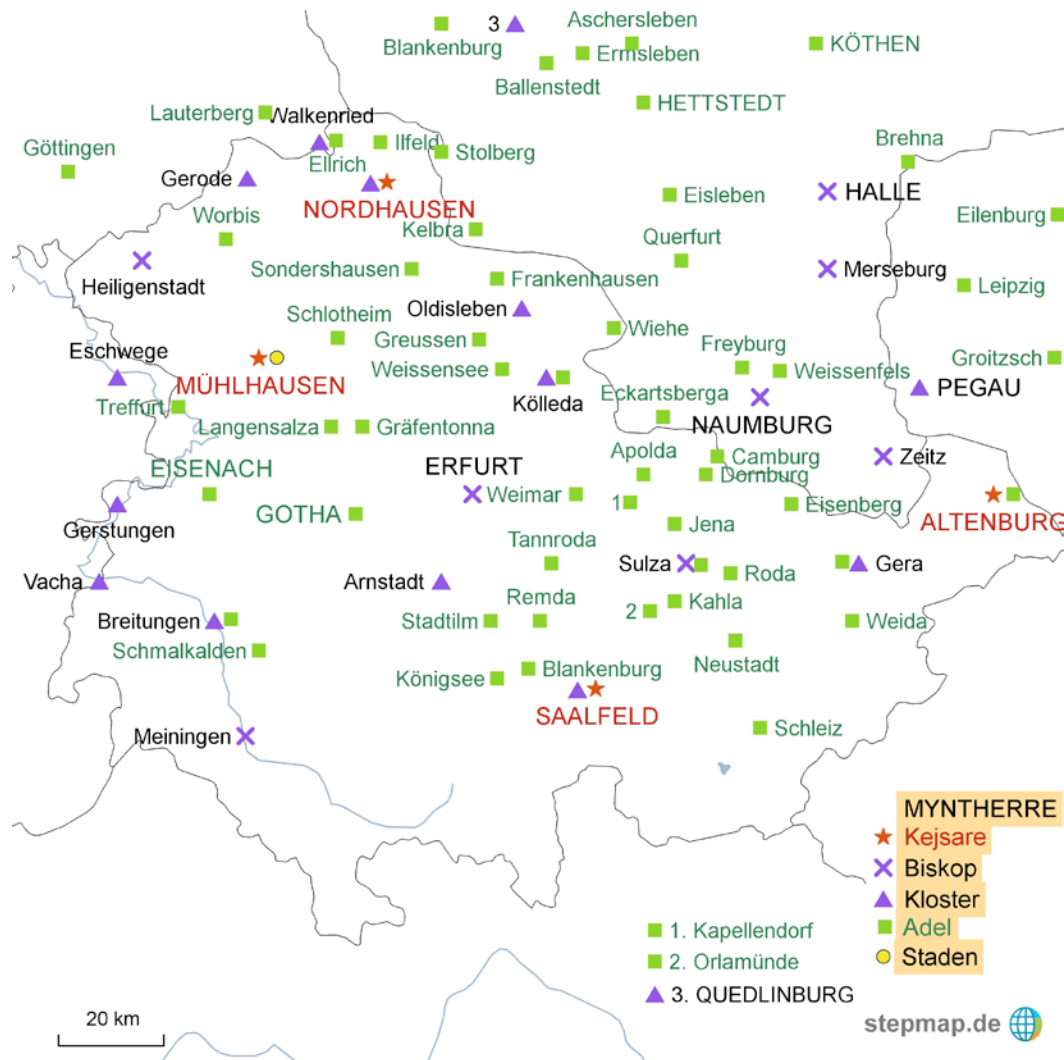 3
Aschersleben
Blankenburg
Ermsleben
KÖTHEN
Ballenstedt
HETTSTEDT
Lauterberg
Walkenried
Göttingen
Ellrich
Ilfeld
Stolberg
Brehna
Gerode
NORDHAUSEN
Eisleben
HALLE
Worbis
Kelbra
Querfurt
Eilenburg
Heiligenstadt
Sondershausen
Frankenhausen
Merseburg
Leipzig
Oldisleben
Schlotheim
Greussen
Wiehe
Eschwege
MÜHLHAUSEN
Weissensee
Freyburg
Weissenfels
Groitzsch
Kölleda
Eckartsberga
PEGAU
Treffurt
Langensalza
Gräfentonna
NAUMBURG
EISENACH
ERFURT
Apolda
Camburg
Zeitz
Dornburg
Weimar
1
Eisenberg
GOTHA
Gerstungen
Jena
ALTENBURG
Tannroda
Sulza
Roda
Gera
Vacha
Arnstadt
Breitungen
Stadtilm
Remda
2
Kahla
Weida
Schmalkalden
Neustadt
Königsee
Blankenburg
SAALFELD
Meiningen
Schleiz
MYNTHERRE
Kejsare
Biskop
Kloster
Adel
Staden
1. Kapellendorf
2. Orlamünde
3. QUEDLINBURG
20 km
stepmap.de